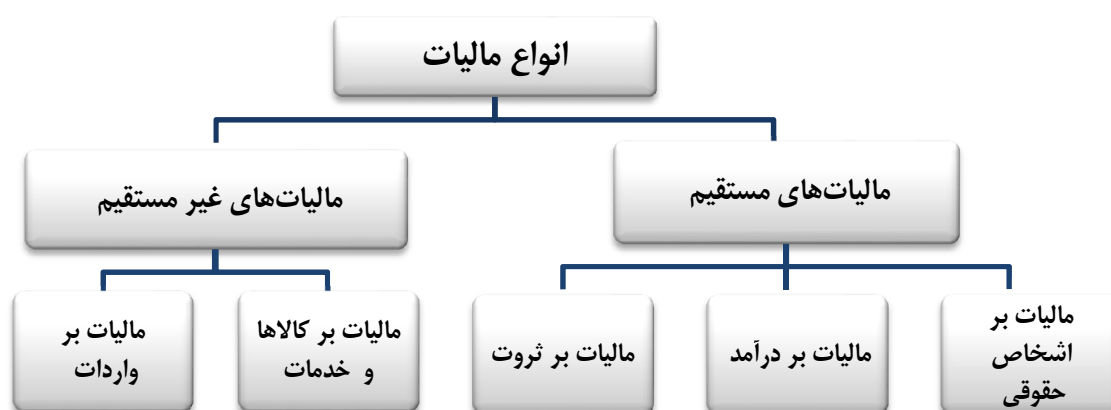 انواع مالیات
مالیات‌های مستقیم
مالیات‌های غیر مستقیم
مالیات بر
اشخاص
حقوقی
مالیات بر درآمد
مالیات بر ثروت
مالیات بر کالاها
و خدمات
مالیات بر
واردات